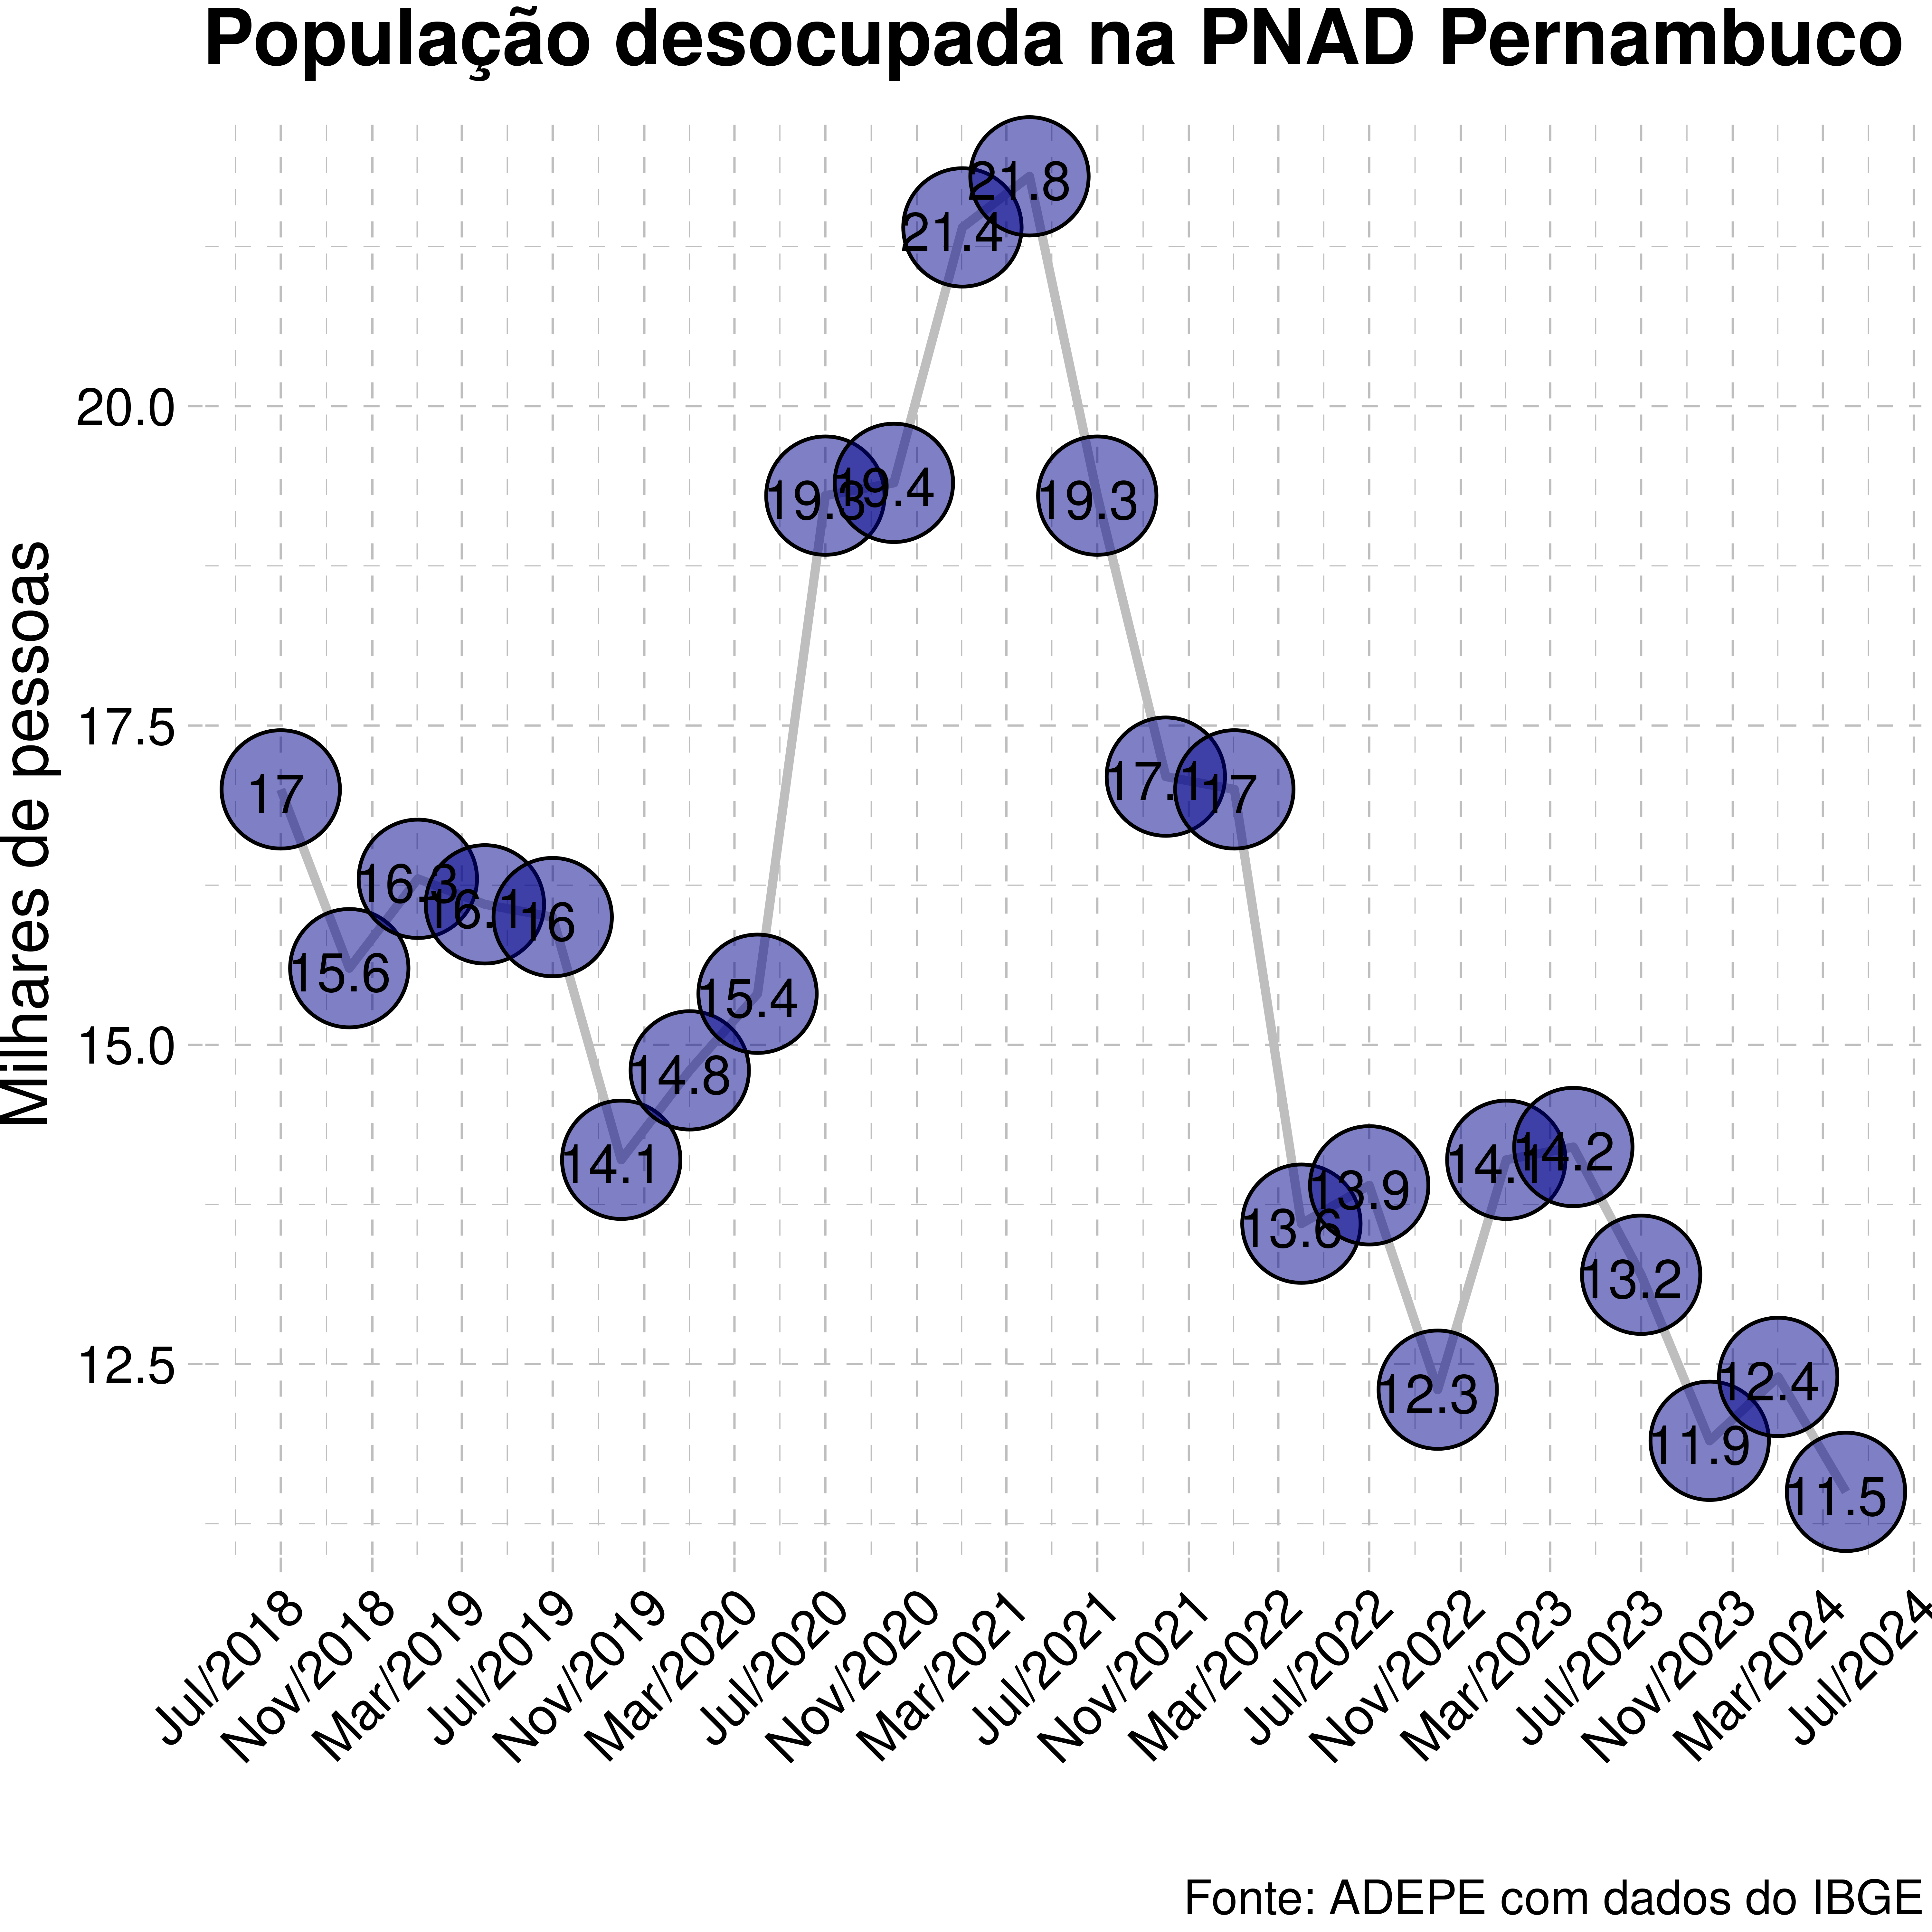 População desocupada na PNAD Pernambuco
Milhares de pessoas
20.0
17.5
15.0
12.5
17
15.6
16.3
16.1
16
14.1
14.8
15.4
19.3
19.4
21.4
21.8
19.3
17.1
17
13.6
13.9
12.3
14.1
14.2
13.2
11.9
12.4
11.5
Jul/2018
Nov/2018
Mar/2019
Jul/2019
Nov/2019
Mar/2020
Jul/2020
Nov/2020
Mar/2021
Jul/2021
Nov/2021
Mar/2022
Jul/2022
Nov/2022
Mar/2023
Jul/2023
Nov/2023
Mar/2024
Jul/2024
Fonte: ADEPE com dados do IBGE